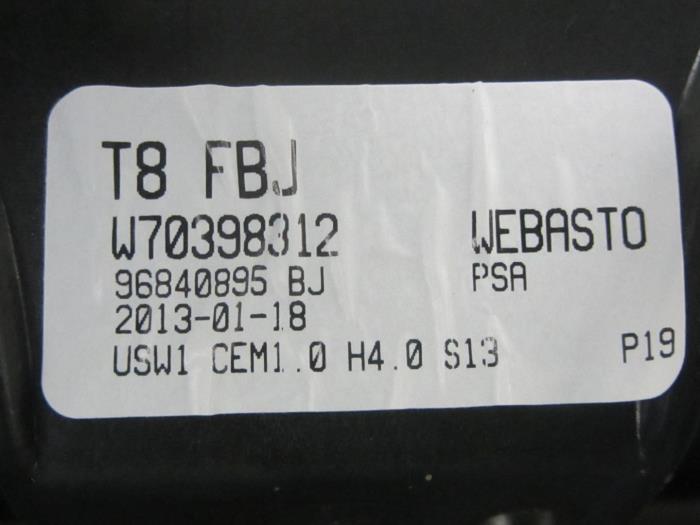 T8 FBJ
W70398312 WEBASTO
96840895 BJ PSA
2013-01-18
USW1 CEM1.0 H4.0 S13 P19